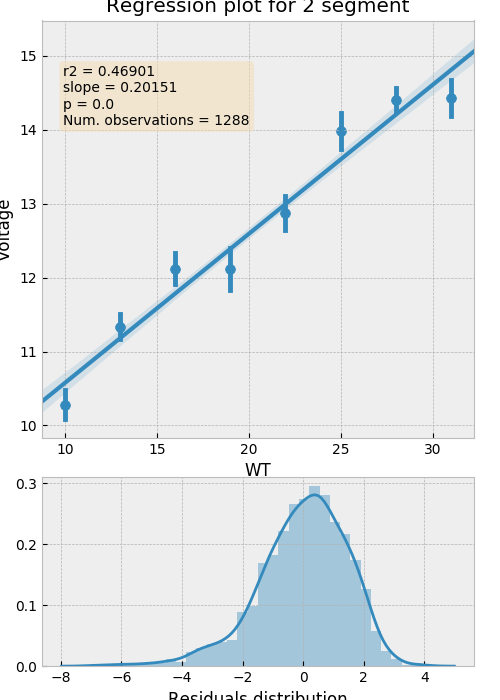 Regression plot for 2 segment
r2 = 0.46901
slope = 0.20151
p = 0.0
Num. observations = 1288
Voltage
15
14
13
12
11
10
10 15 20 25 30
WT
0.3
0.2
0.1
0.0
−8 −6 −4 −2 0 2 4
Residuals distribution